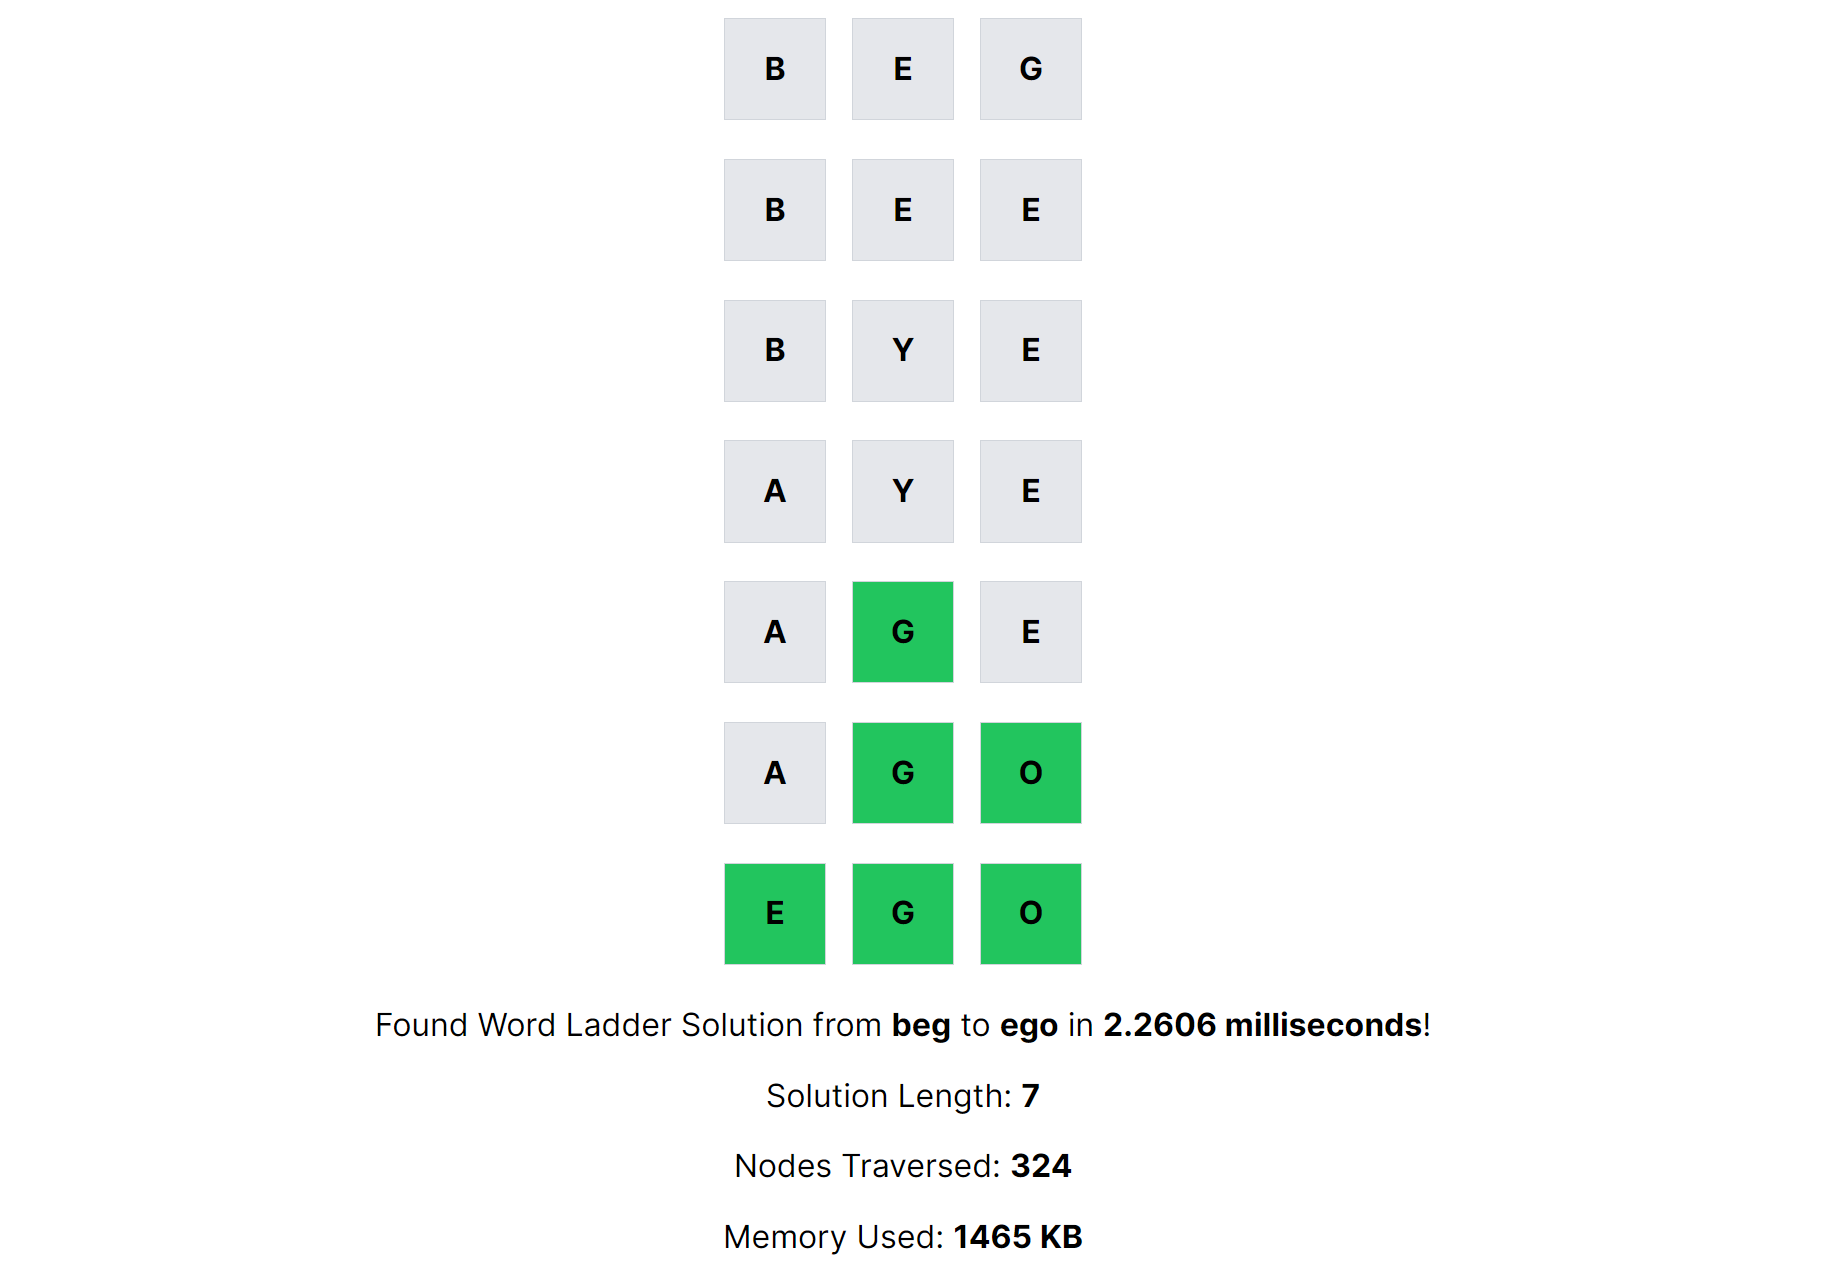 B E G
B E E
B Y E
A Y E
A G E
A G O
E G O
Found Word Ladder Solution from beg to ego in 2.2606 milliseconds!
Solution Length: 7
Nodes Traversed: 324
Memory Used: 1465 KB